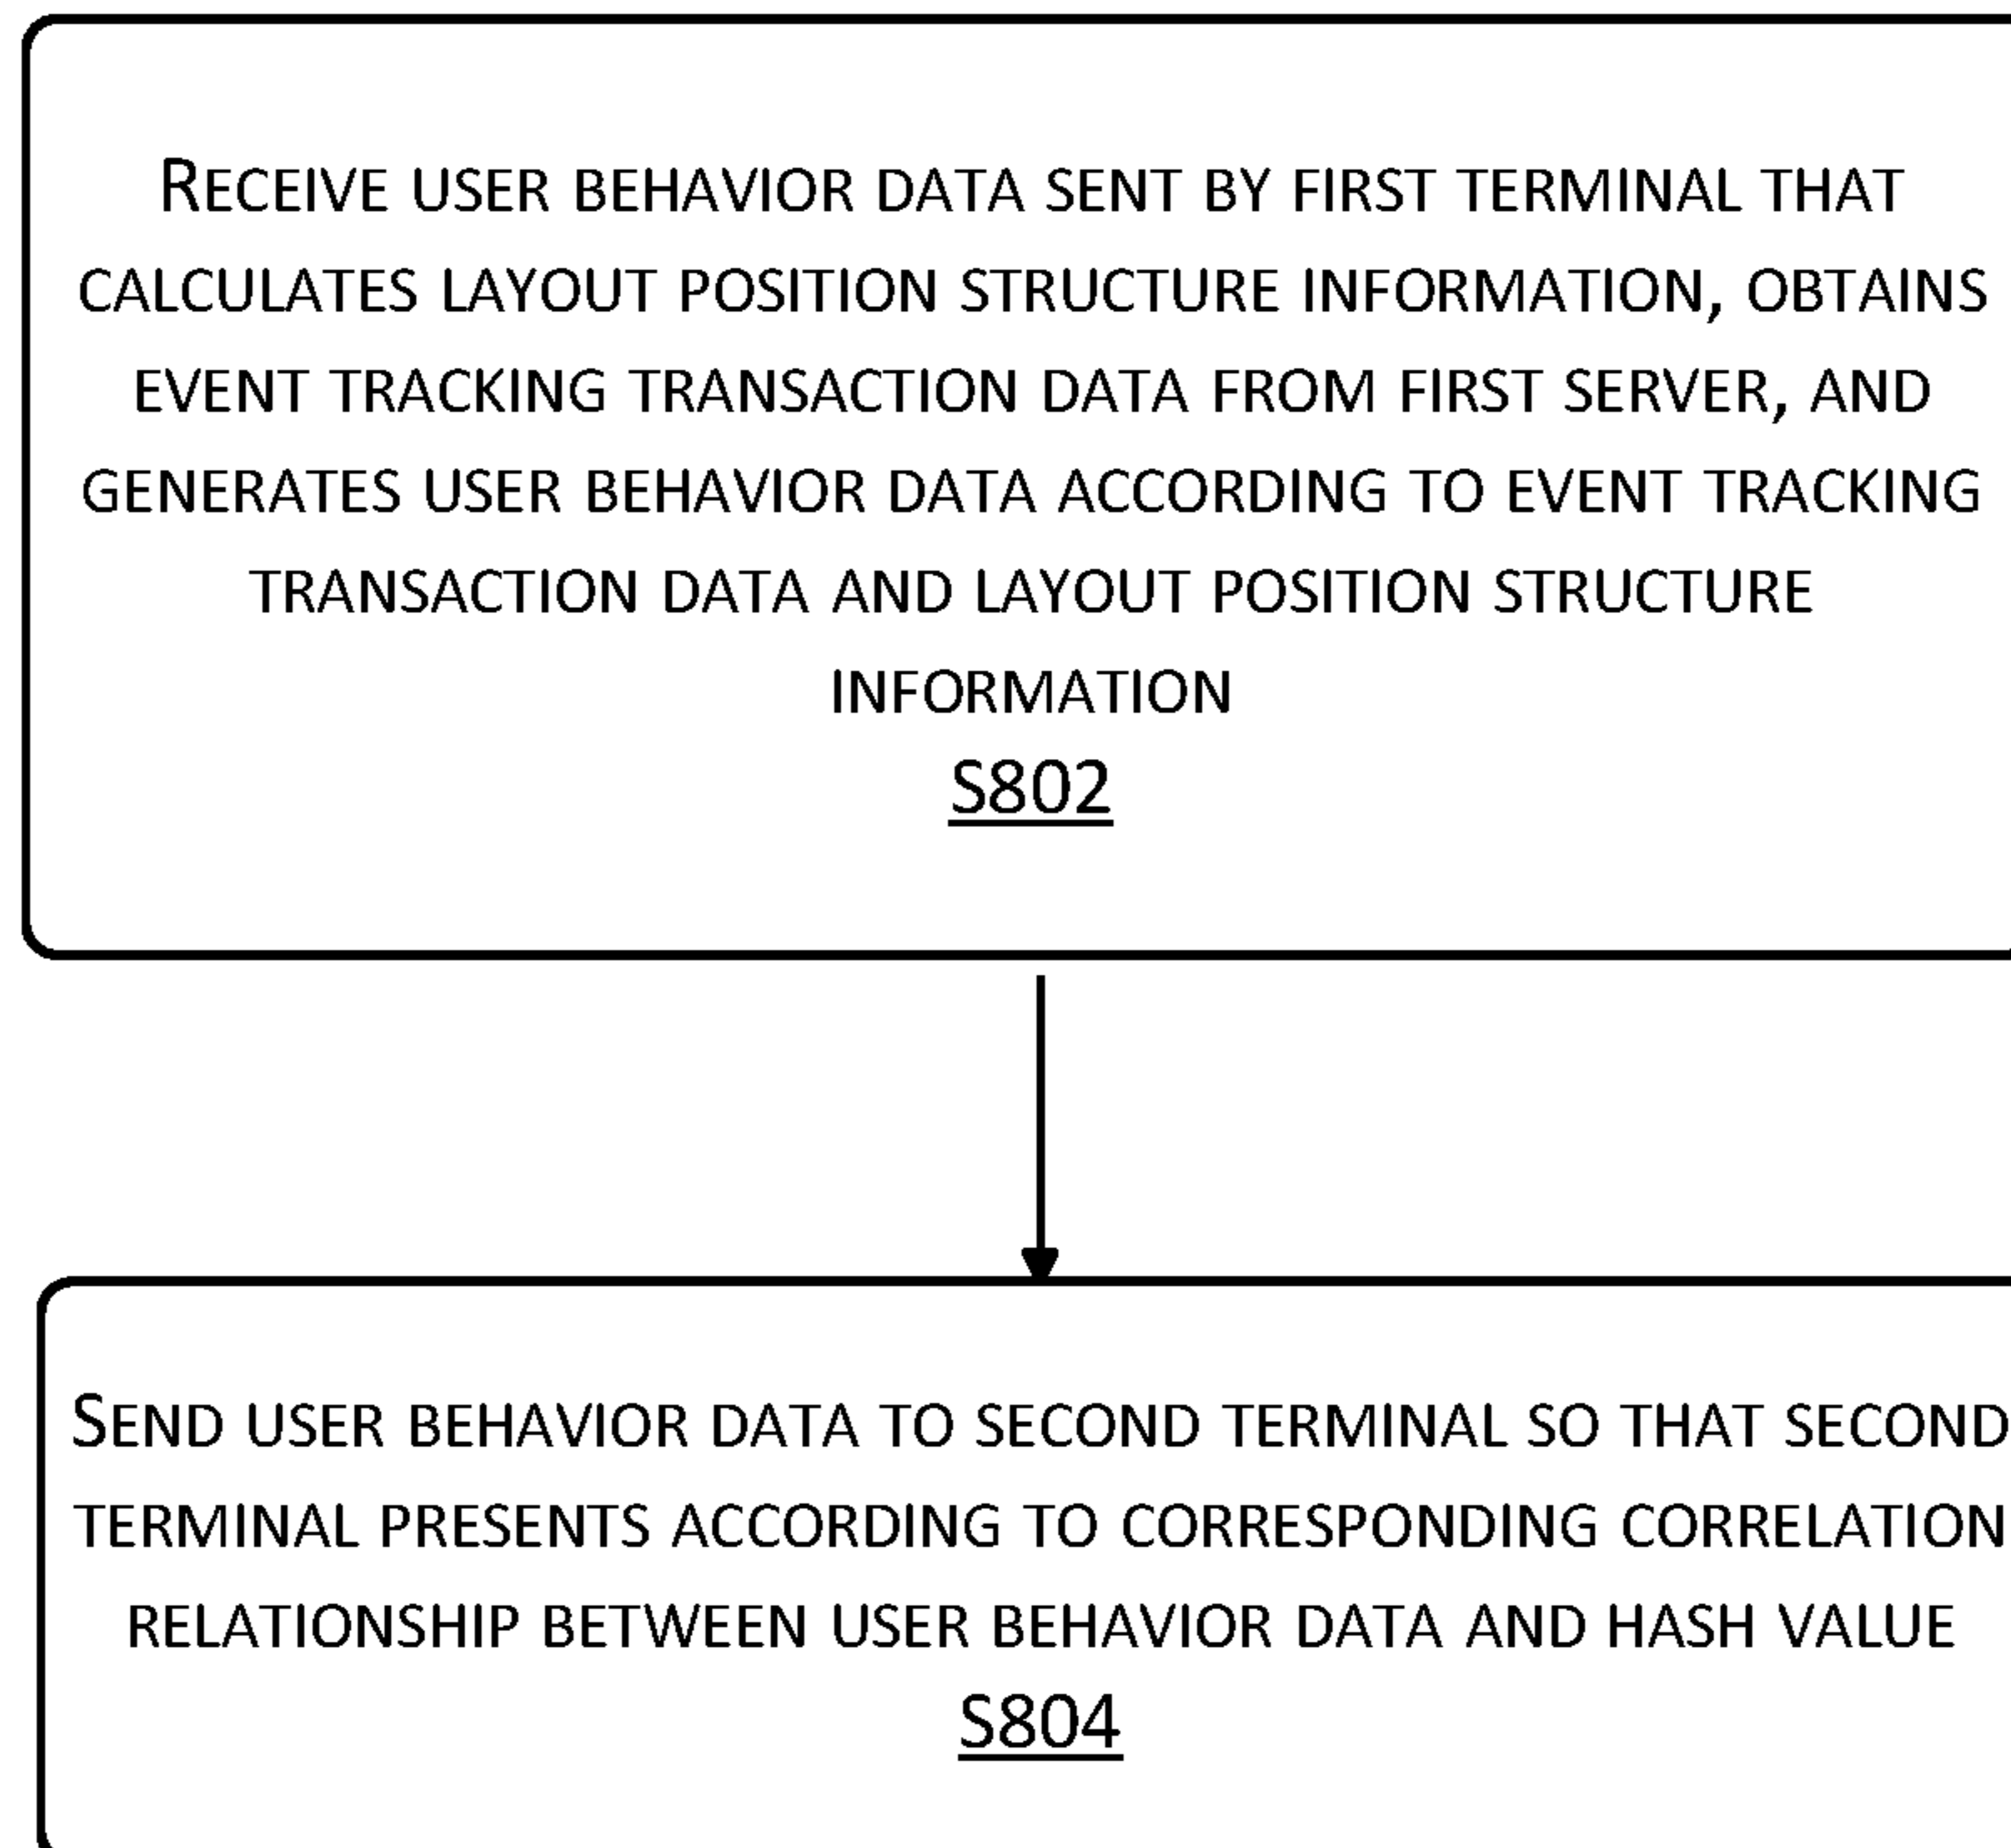 RECEIVE USER BEHAVIOR DATA SENT BY FIRST TERMINAL THAT
CALCULATES LAYOUT POSITION STRUCTURE INFORMATION, OBTAINS
EVENT TRACKING TRANSACTION DATA FROM FIRST SERVER, AND
GENERATES USER BEHAVIOR DATA ACCORDING TO EVENT TRACKING
TRANSACTION DATA AND LAYOUT POSITION STRUCTURE
INFORMATION
S802
SEND USER BEHAVIOR DATA TO SECOND TERMINAL SO THAT SECOND
TERMINAL PRESENTS ACCORDING TO CORRESPONDING CORRELATION
RELATIONSHIP BETWEEN USER BEHAVIOR DATA AND HASH VALUE
S804